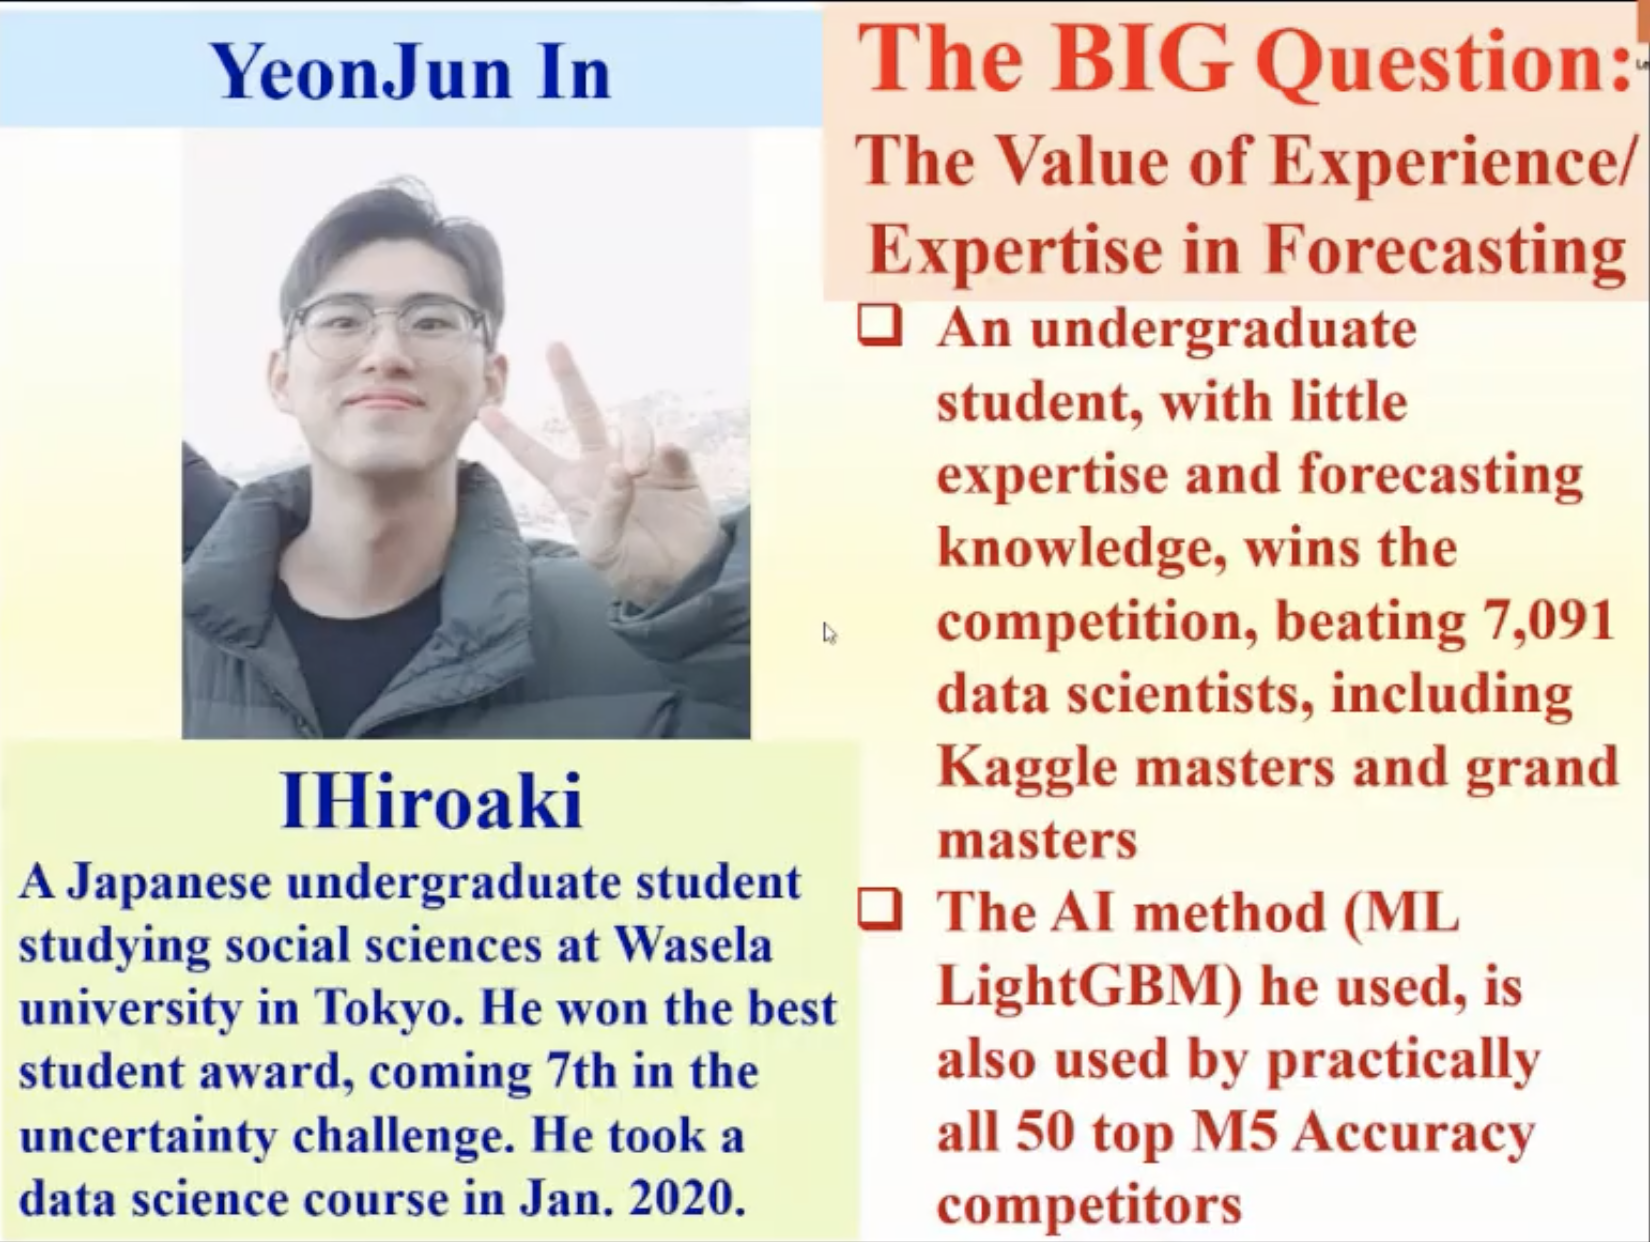 YeonJun In
IHiroaki
A Japanese undergraduate student
studying social sciences at Wasela
university in Tokyo. He won the best
student award, coming 7th in the
uncertainty challenge. He took a
data science course in Jan. 2020.
The BIG Question:
The Value of Experience/
Expertise in Forecasting
❑ An undergraduate
student, with little
expertise and forecasting
knowledge, wins the
competition, beating 7,091
data scientists, including
Kaggle masters and grand
masters
❑ The AI method (ML
LightGBM) he used, is
also used by practically
all 50 top M5 Accuracy
competitors